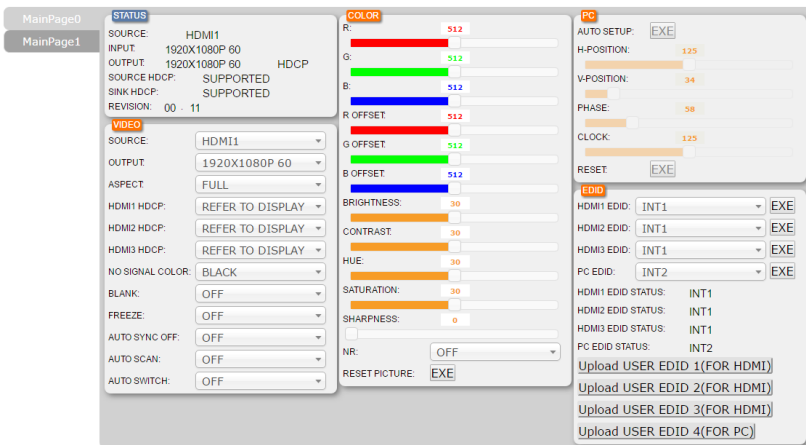 MainPage0
MainPage1
STATUS
SOURCE: HDMI1
INPUT: 1920X1080P 60
OUTPUT: 1920X1080P 60 HDCP
SOURCE HDCP: SUPPORTED
SINK HDCP: SUPPORTED
REVISION: 00 - 11
VIDEO
SOURCE: HDMI1
OUTPUT: 1920X1080P 60
ASPECT: FULL
HDMI1 HDCP: REFER TO DISPLAY
HDMI2 HDCP: REFER TO DISPLAY
HDMI3 HDCP: REFER TO DISPLAY
NO SIGNAL COLOR: BLACK
BLANK: OFF
FREEZE: OFF
AUTO SYNC OFF: OFF
AUTO SCAN: OFF
AUTO SWITCH: OFF
COLOR
R: 512
G: 512
B: 512
R OFFSET: 512
G OFFSET: 512
B OFFSET: 512
BRIGHTNESS: 30
CONTRAST: 30
HUE: 30
SATURATION: 30
SHARPNESS: 0
NR: OFF
RESET PICTURE: EXE
PC
AUTO SETUP: EXE
H-POSITION: 125
V-POSITION: 34
PHASE: 58
CLOCK: 125
RESET: EXE
EDID
HDMI1 EDID: INT1 EXE
HDMI2 EDID: INT1 EXE
HDMI3 EDID: INT1 EXE
PC EDID: INT2 EXE
HDMI1 EDID STATUS: INT1
HDMI2 EDID STATUS: INT1
HDMI3 EDID STATUS: INT1
PC EDID STATUS: INT2
Upload USER EDID 1(FOR HDMI)
Upload USER EDID 2(FOR HDMI)
Upload USER EDID 3(FOR HDMI)
Upload USER EDID 4(FOR PC)